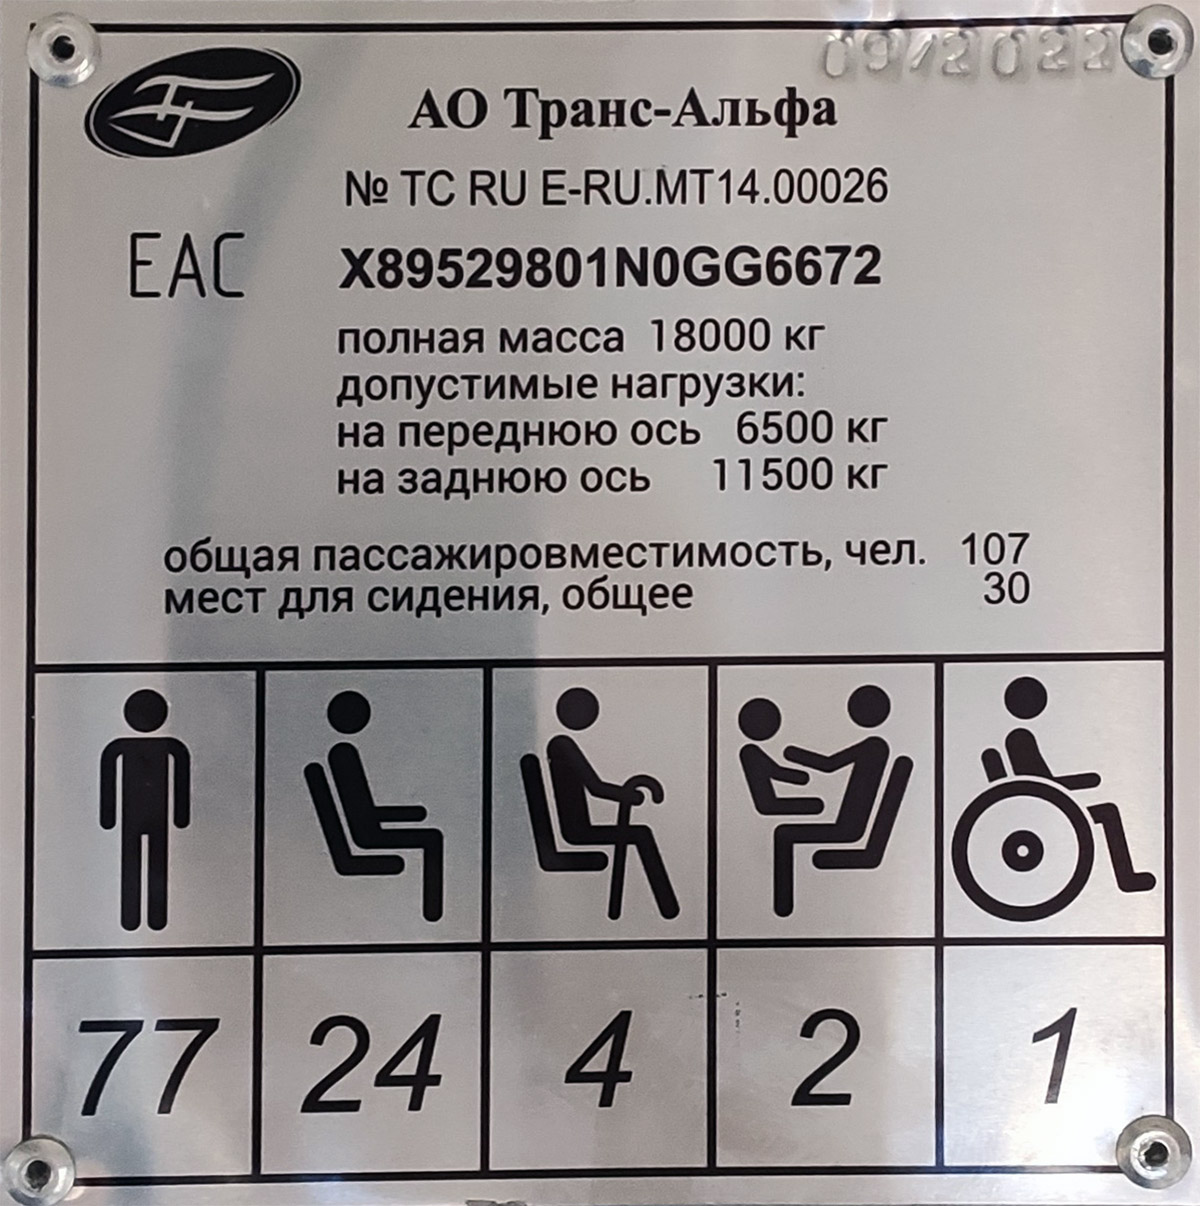 09/2022
АО Транс-Альфа
№ ТС RU E-RU.MT14.00026
EAC
X89529801N0GG6672
полная масса 18000 кг
допустимые нагрузки:
на переднюю ось 6500 кг
на заднюю ось 11500 кг
общая пассажировместимость, чел. 107
мест для сидения, общее 30
77 24 4 2 1